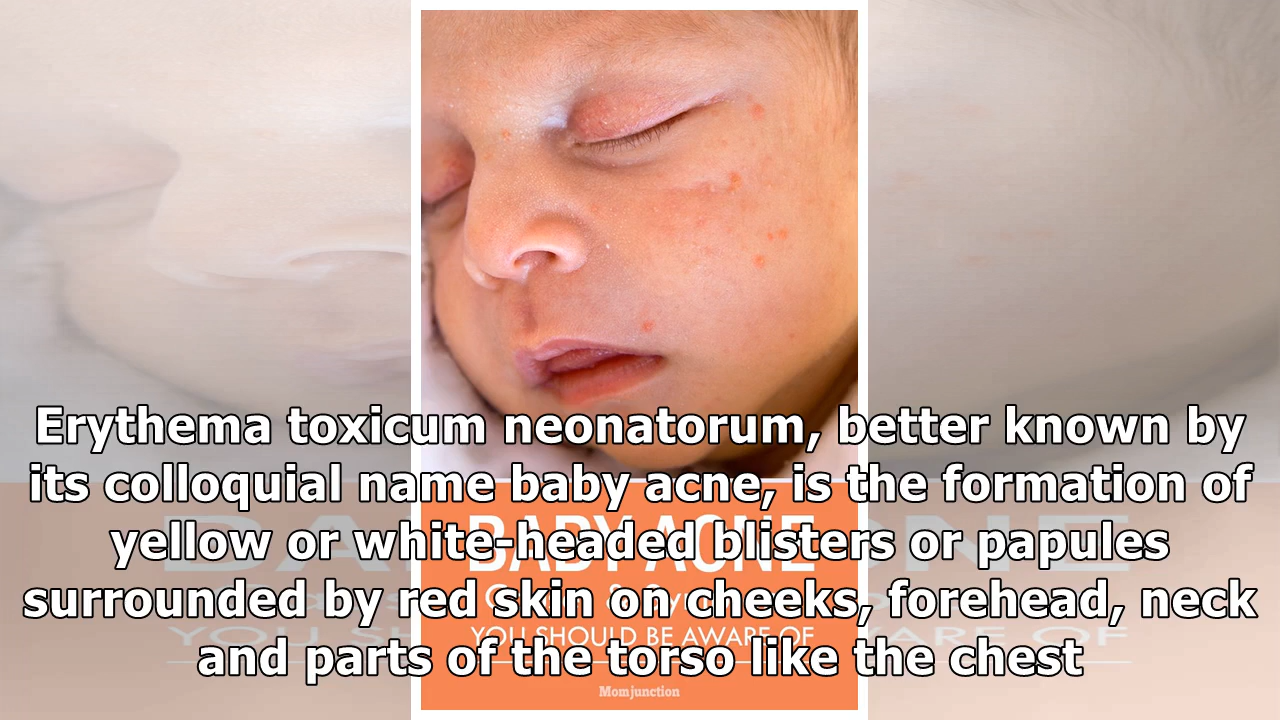 Erythema toxicum neonatorum, better known by
its colloquial name baby acne, is the formation of
yellow or white-headed blisters or papules
surrounded by red skin on cheeks, forehead, neck
and parts of the torso like the chest
BABY ACNE
YOU SHOULD BE AWARE OF
Momjunction